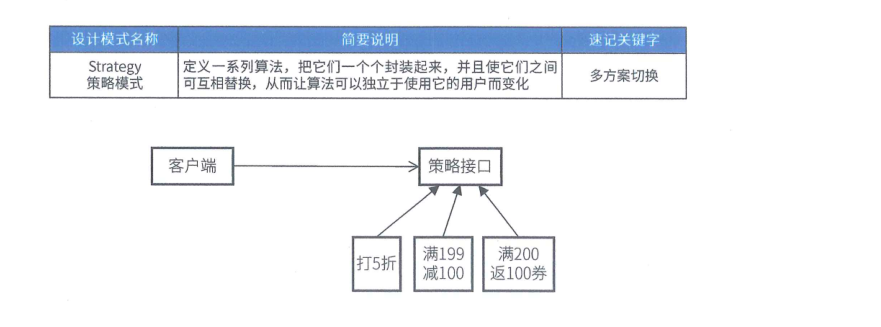 设计模式名称 简要说明 速记关键字
Strategy
策略模式
定义一系列算法，把它们一个个封装起来，并且使它们之间
可互相替换，从而让算法可以独立于使用它的用户而变化
多方案切换
客户端 策略接口
打5折
满199
减100
满200
返100券